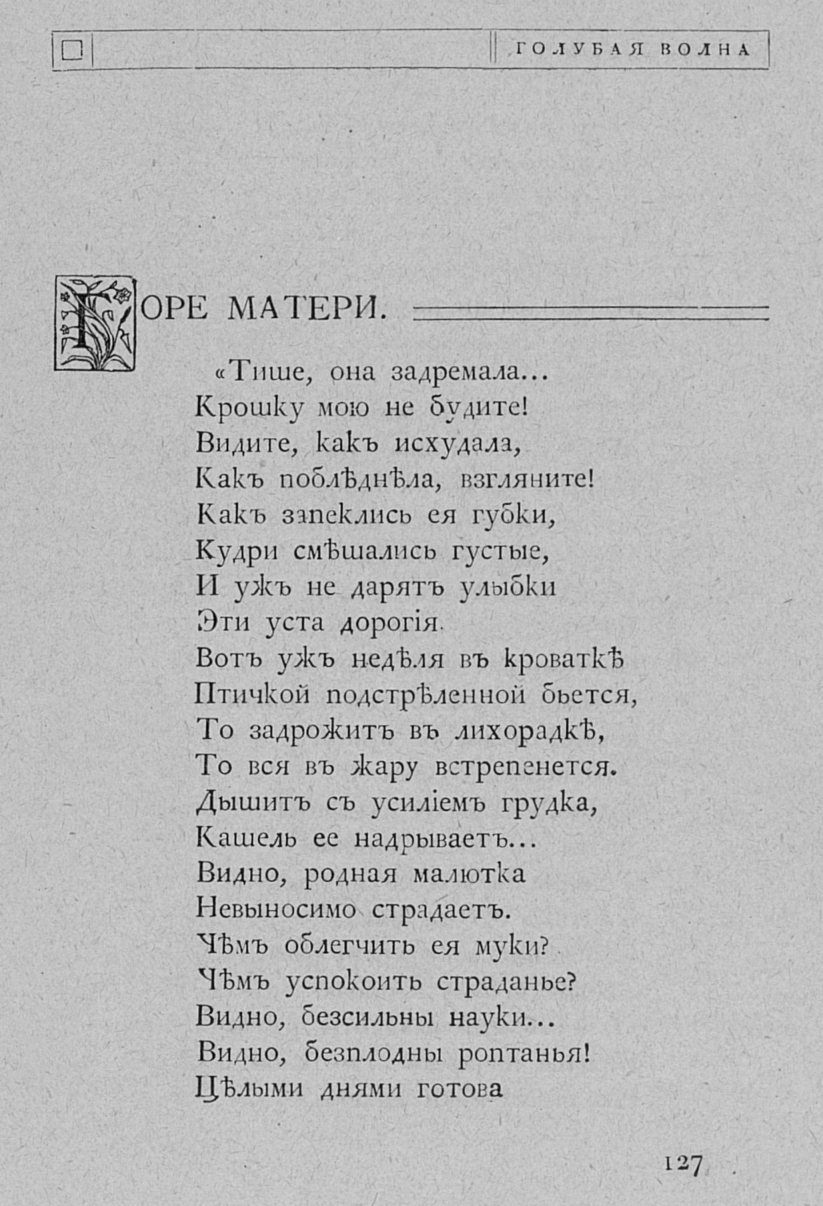 ГОЛУБАЯ ВОЛНА
ГОРЕ МАТЕРИ.
«Тише, она задремала...
Крошку мою не будите!
Видите, какъ исхудала,
Какъ поблѣднѣла, взгляните!
Какъ запеклись ея губки,
Кудри смѣшались густые,
И ужъ не дарятъ улыбки
Эти уста дорогія.
Вотъ ужъ недѣля въ кроваткѣ
Птичкой подстрѣленной бьется,
То задрожитъ въ лихорадкѣ,
То вся въ жару встрепенется.
Дышитъ съ усиліемъ грудка,
Кашель ее надрываетъ...
Видно, родная малютка
Невыносимо страдаетъ.
Чѣмъ облегчить ея муки?
Чѣмъ успокоить страданье?
Видно, безсильны науки...
Видно, безплодны роптанья!
Цѣлыми днями готова
127